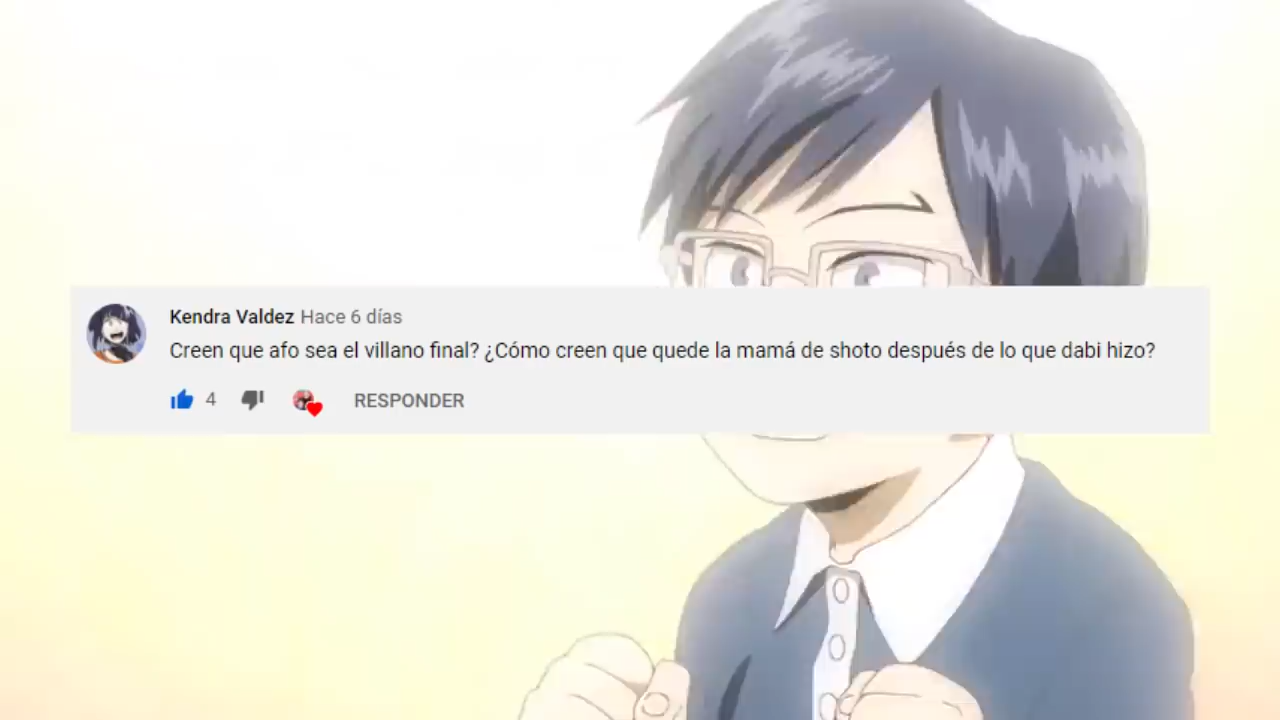 Kendra Valdez Hace 6 días
Creen que afo sea el villano final? ¿Cómo creen que quede la mamá de shoto después de lo que dabi hizo?
4 RESPONDER